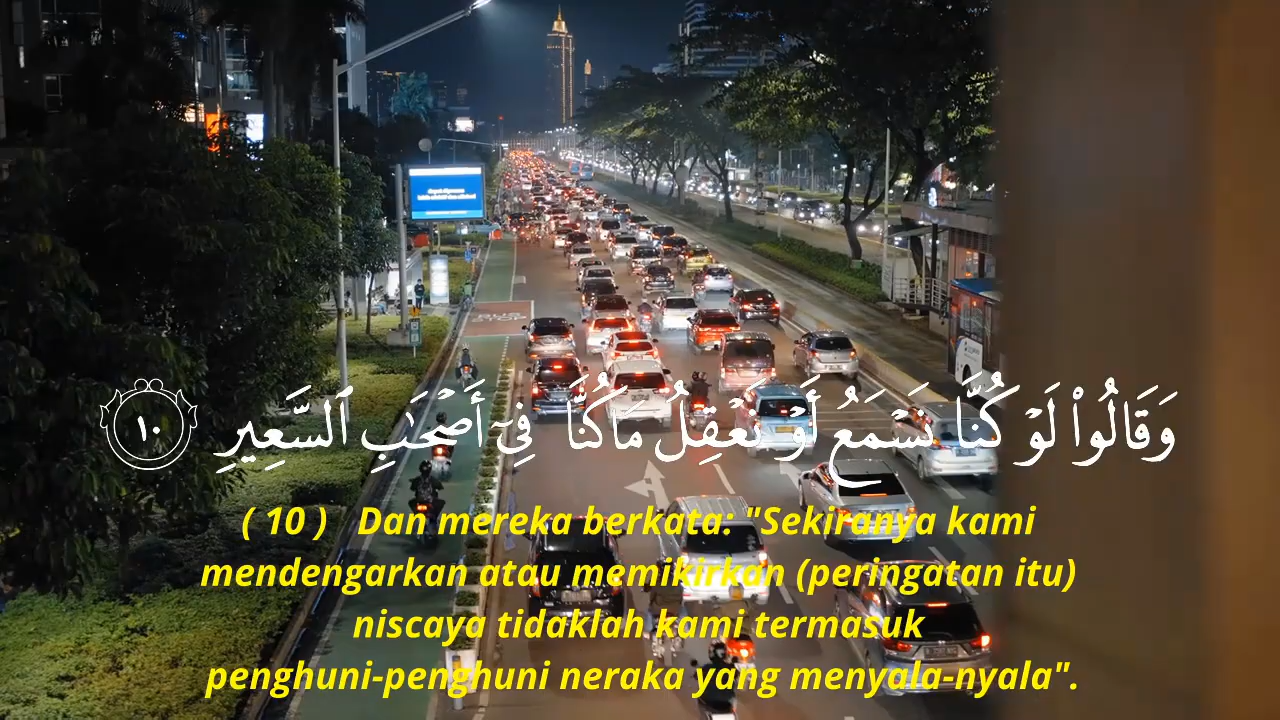 وَقَالُوا۟ لَوْ كُنَّا نَسْمَعُ أَوْ نَعْقِلُ مَا كُنَّا فِىٓ أَصْحَٰبِ ٱلسَّعِيرِ ١٠
( 10 ) Dan mereka berkata: "Sekiranya kami
mendengarkan atau memikirkan (peringatan itu)
niscaya tidaklah kami termasuk
penghuni-penghuni neraka yang menyala-nyala".